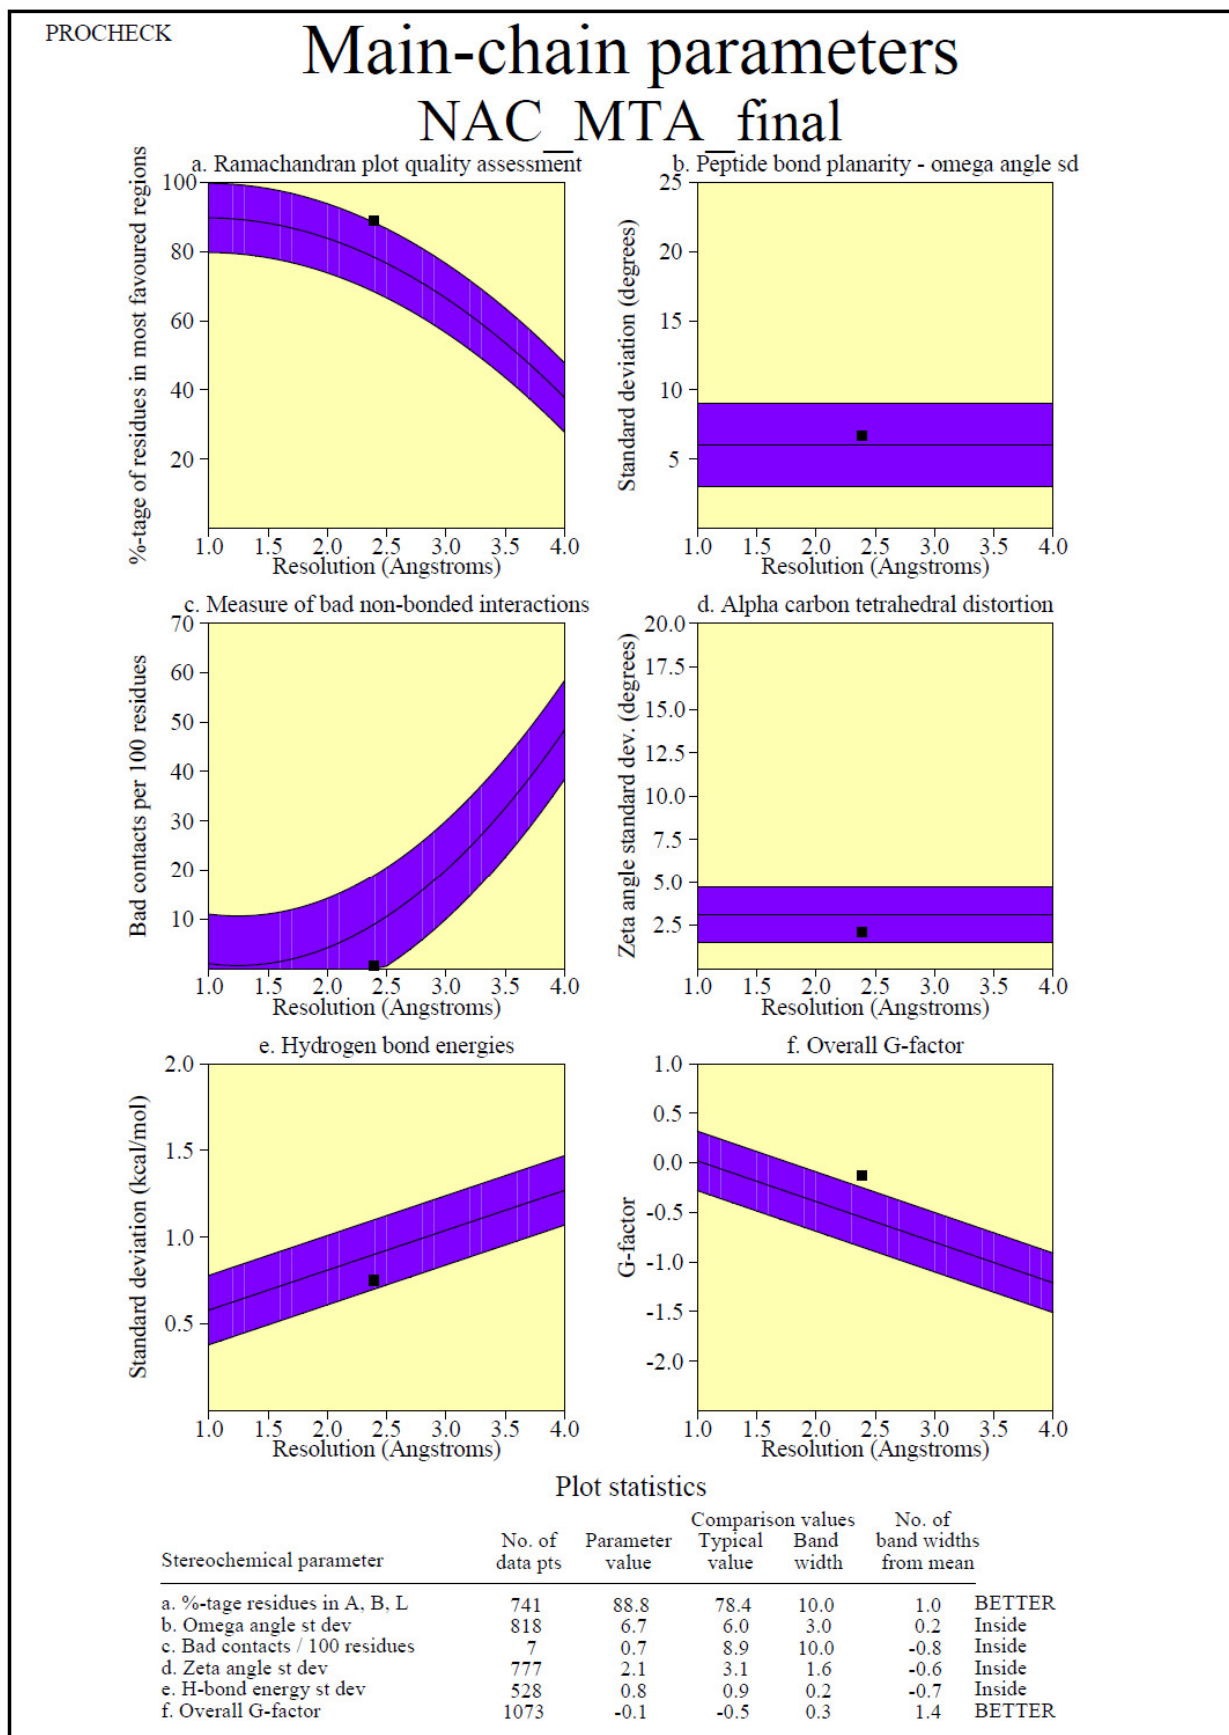 PROCHECK
Main-chain parameters
NAC_MTA_final
a. Ramachandran plot quality assessment
%-tage of residues in most favoured regions
100
80
60
40
20
1.0 1.5 2.0 2.5 3.0 3.5 4.0
Resolution (Angstroms)
b. Peptide bond planarity - omega angle sd
Standard deviation (degrees)
25
20
15
10
5
1.0 1.5 2.0 2.5 3.0 3.5 4.0
Resolution (Angstroms)
c. Measure of bad non-bonded interactions
Bad contacts per 100 residues
70
60
50
40
30
20
10
1.0 1.5 2.0 2.5 3.0 3.5 4.0
Resolution (Angstroms)
d. Alpha carbon tetrahedral distortion
Zeta angle standard dev. (degrees)
20.0
17.5
15.0
12.5
10.0
7.5
5.0
2.5
1.0 1.5 2.0 2.5 3.0 3.5 4.0
Resolution (Angstroms)
e. Hydrogen bond energies
Standard deviation (kcal/mol)
2.0
1.5
1.0
0.5
1.0 1.5 2.0 2.5 3.0 3.5 4.0
Resolution (Angstroms)
f. Overall G-factor
G-factor
1.0
0.5
0.0
-0.5
-1.0
-1.5
-2.0
1.0 1.5 2.0 2.5 3.0 3.5 4.0
Resolution (Angstroms)
Plot statistics
Comparison values No. of
No. of Parameter Typical Band band widths
Stereochemical parameter data pts value value width from mean
a. %-tage residues in A, B, L 741 88.8 78.4 10.0 1.0 BETTER
b. Omega angle st dev 818 6.7 6.0 3.0 0.2 Inside
c. Bad contacts / 100 residues 7 0.7 8.9 10.0 -0.8 Inside
d. Zeta angle st dev 777 2.1 3.1 1.6 -0.6 Inside
e. H-bond energy st dev 528 0.8 0.9 0.2 -0.7 Inside
f. Overall G-factor 1073 -0.1 -0.5 0.3 1.4 BETTER